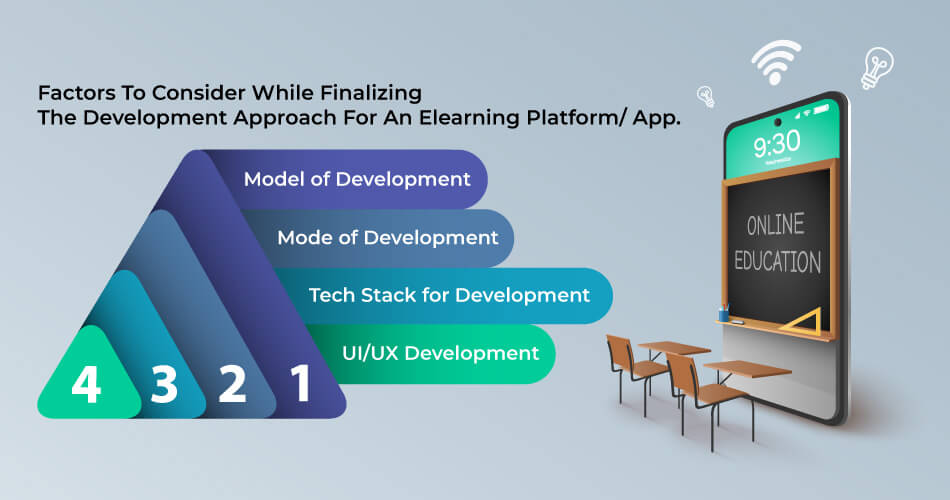 Factors To Consider While Finalizing
The Development Approach For An Elearning Platform/ App.
Model of Development
Mode of Development
Tech Stack for Development
UI/UX Development
4 3 2 1
9:30
ONLINE
EDUCATION